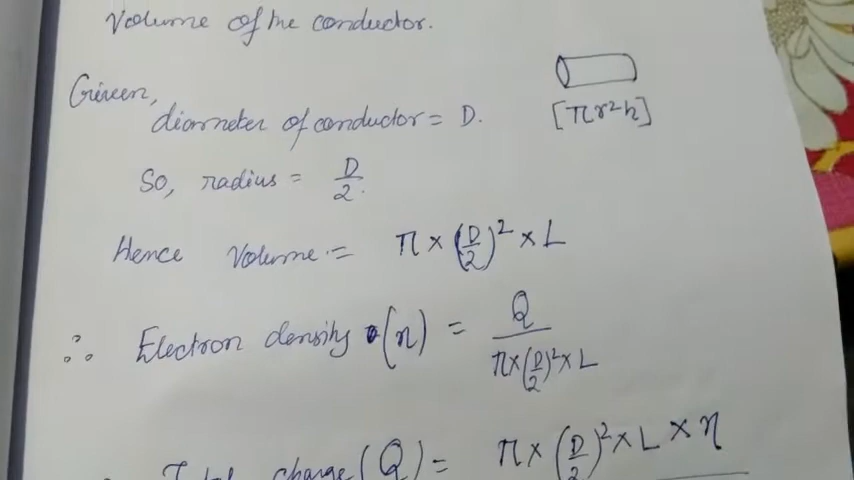 Volume of the conductor.
Given,
[πr²h]
diameter of conductor = D.
So, radius = D/2.
Hence Volume = π × (D/2)² × L
∴ Electron density (η) = Q / π×(D/2)²×L
Total charge (Q) = π × (D/2)² × L × η